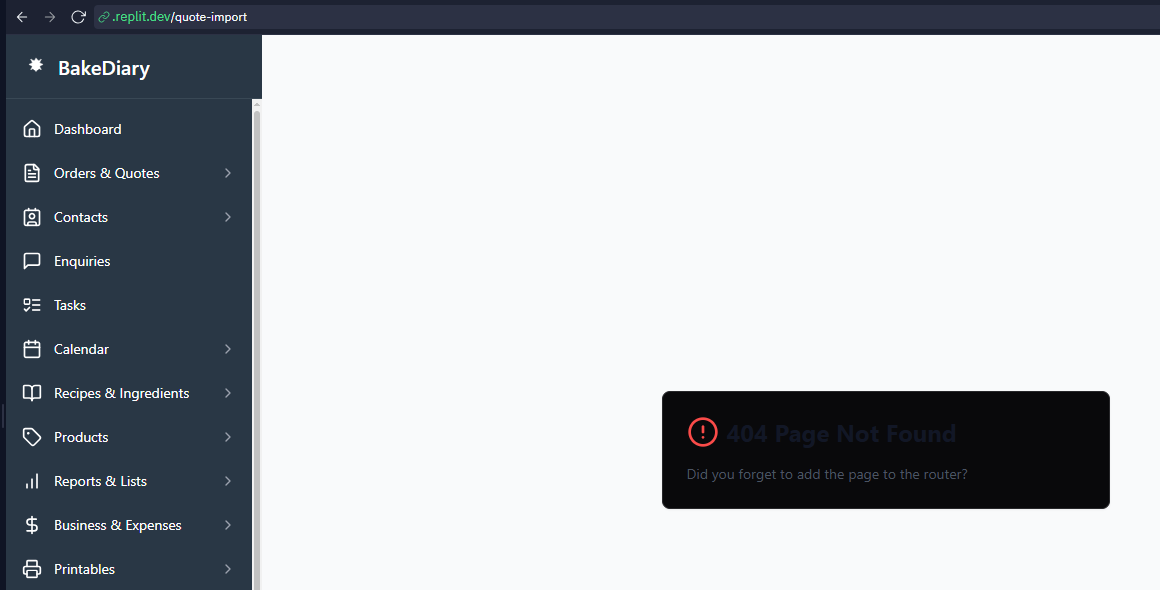 .replit.dev/quote-import
BakeDiary
Dashboard
Orders & Quotes
Contacts
Enquiries
Tasks
Calendar
Recipes & Ingredients
Products
Reports & Lists
Business & Expenses
Printables
404 Page Not Found
Did you forget to add the page to the router?